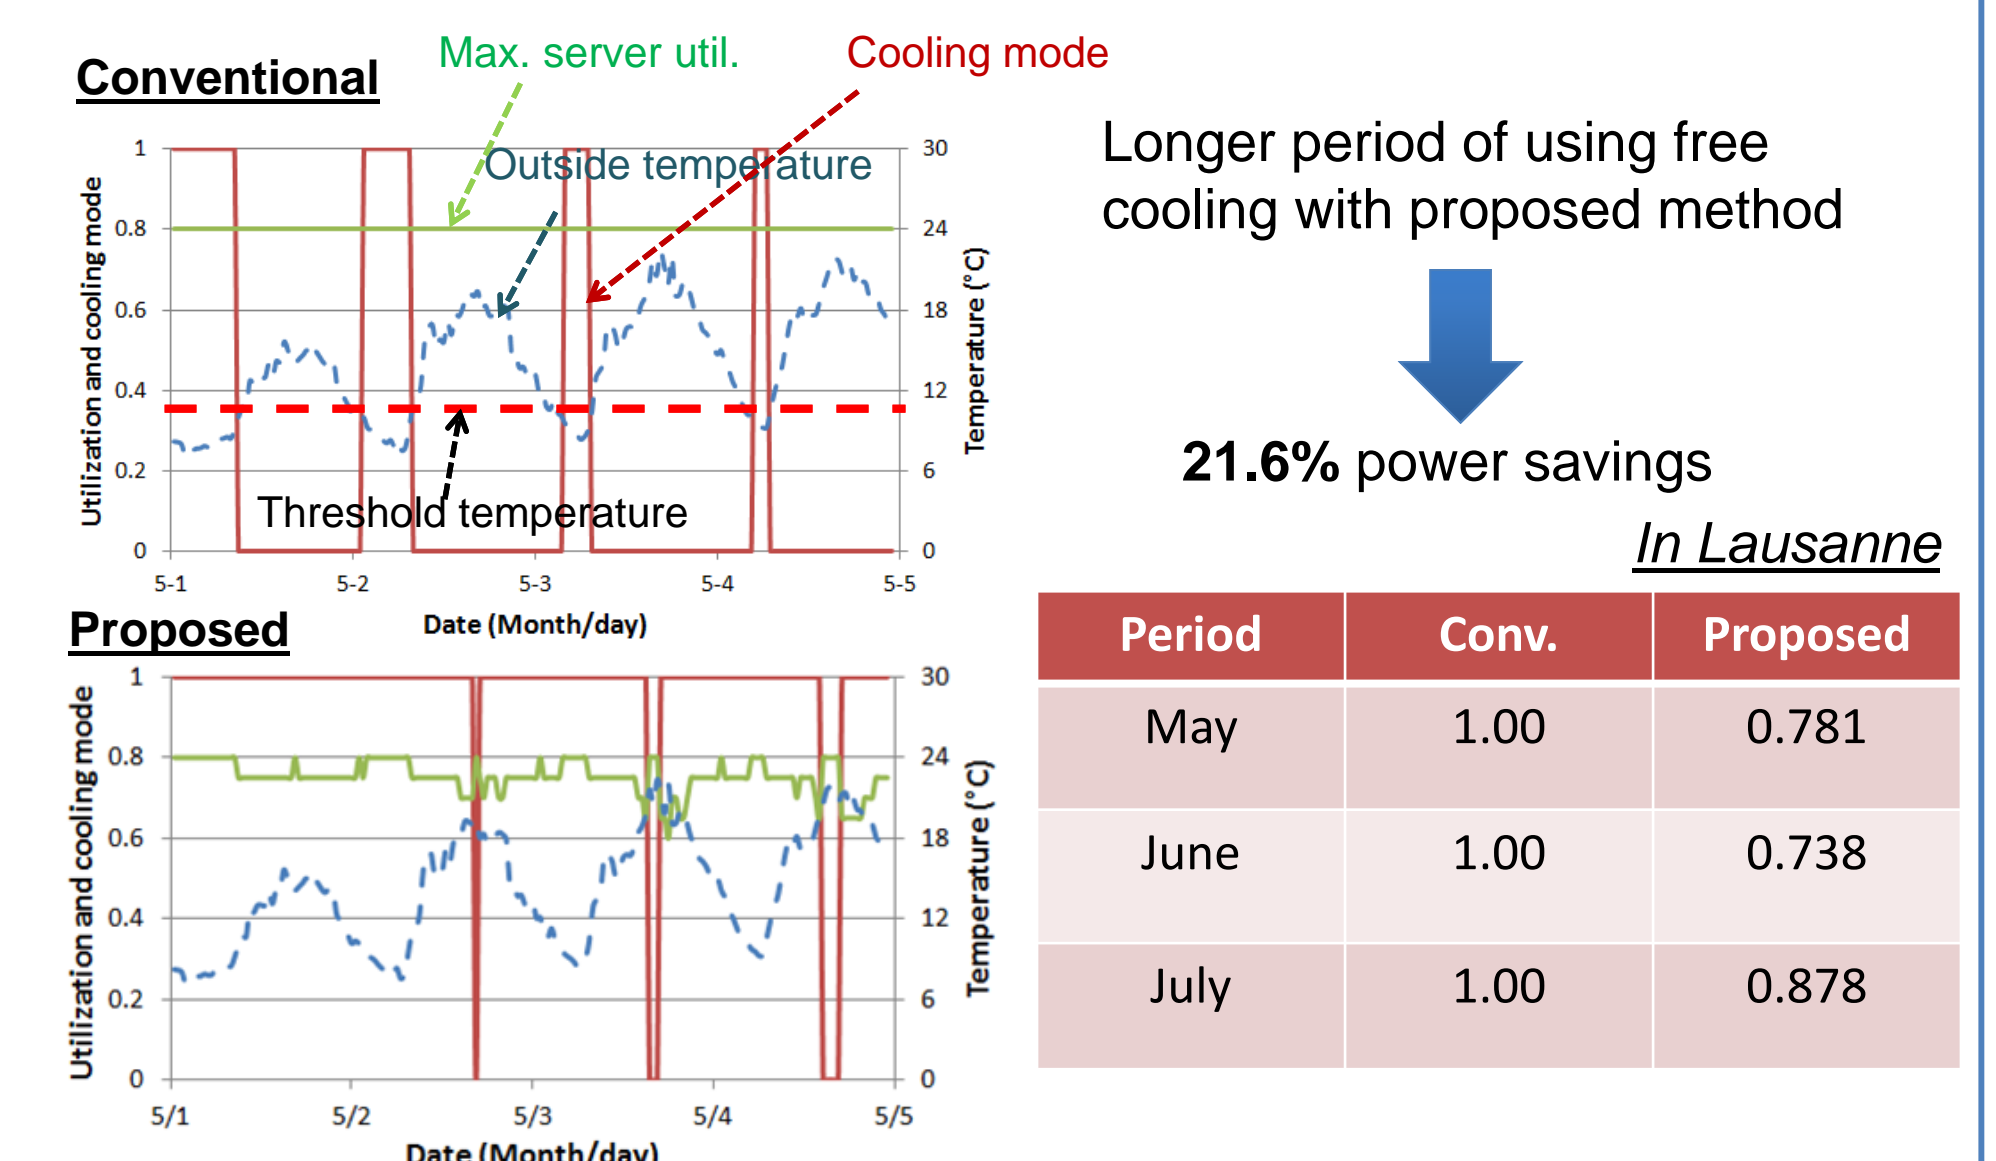 Max. server util.
Cooling mode
Conventional
Outside temperature
1
0.8
0.6
0.4
0.2
0
30
24
18
12
6
0
Utilization and cooling mode
Temperature (°C)
Threshold temperature
5-1
5-2
5-3
5-4
5-5
Date (Month/day)
Proposed
1
0.8
0.6
0.4
0.2
0
30
24
18
12
6
0
Utilization and cooling mode
Temperature (°C)
5/1
5/2
5/3
5/4
5/5
Date (Month/day)
Longer period of using free
cooling with proposed method
21.6% power savings
In Lausanne
Period Conv. Proposed
May 1.00 0.781
June 1.00 0.738
July 1.00 0.878